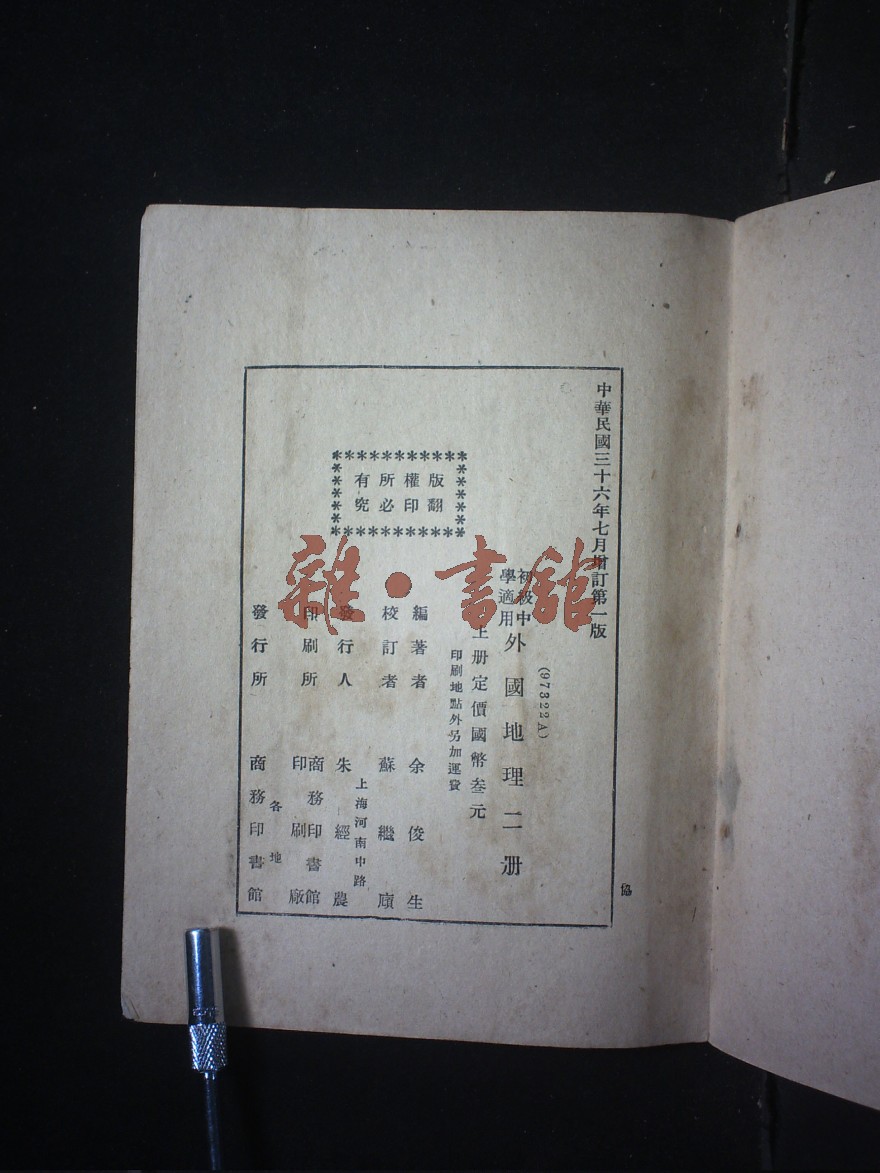 中華民國三十六年七月增訂第一版
(97322A)
初級中學適用 外國地理二册
上册定價國幣叁元
印刷地點外另加運費
版權所有
翻印必究
編著者 余俊生
校訂者 蘇繼廎
發行人 朱經農
上海河南中路
印刷所 商務印書館印刷廠
各地
發行所 商務印書館
協
雜·書館